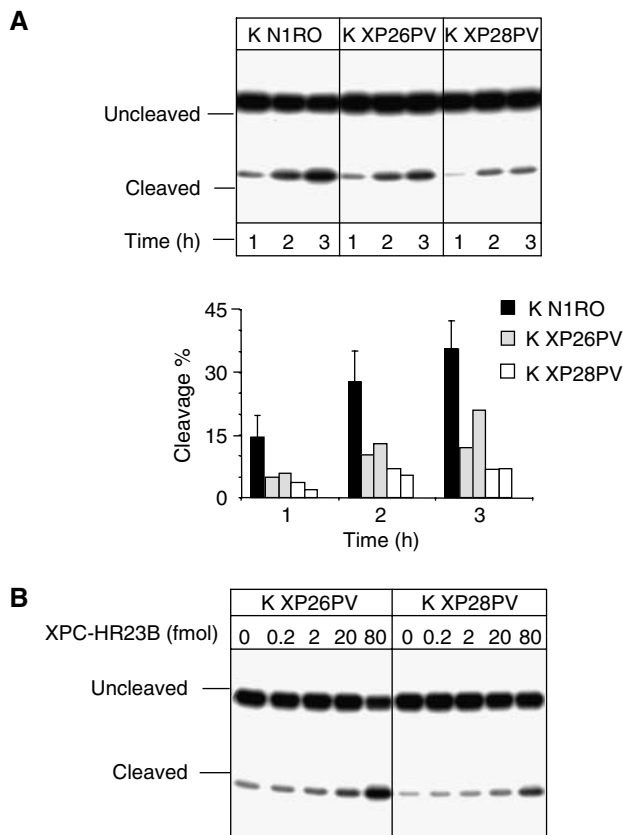 A
K N1RO K XP26PV K XP28PV
Uncleaved
Cleaved
Time (h) 1 2 3 1 2 3 1 2 3
45
30
15
0
Cleavage %
1 2 3
Time (h)
K N1RO
K XP26PV
K XP28PV
B
K XP26PV K XP28PV
XPC-HR23B (fmol) 0 0.2 2 20 80 0 0.2 2 20 80
Uncleaved
Cleaved